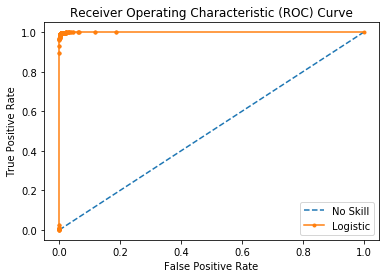 Receiver Operating Characteristic (ROC) Curve
True Positive Rate
1.0
0.8
0.6
0.4
0.2
0.0
No Skill
Logistic
0.0 0.2 0.4 0.6 0.8 1.0
False Positive Rate